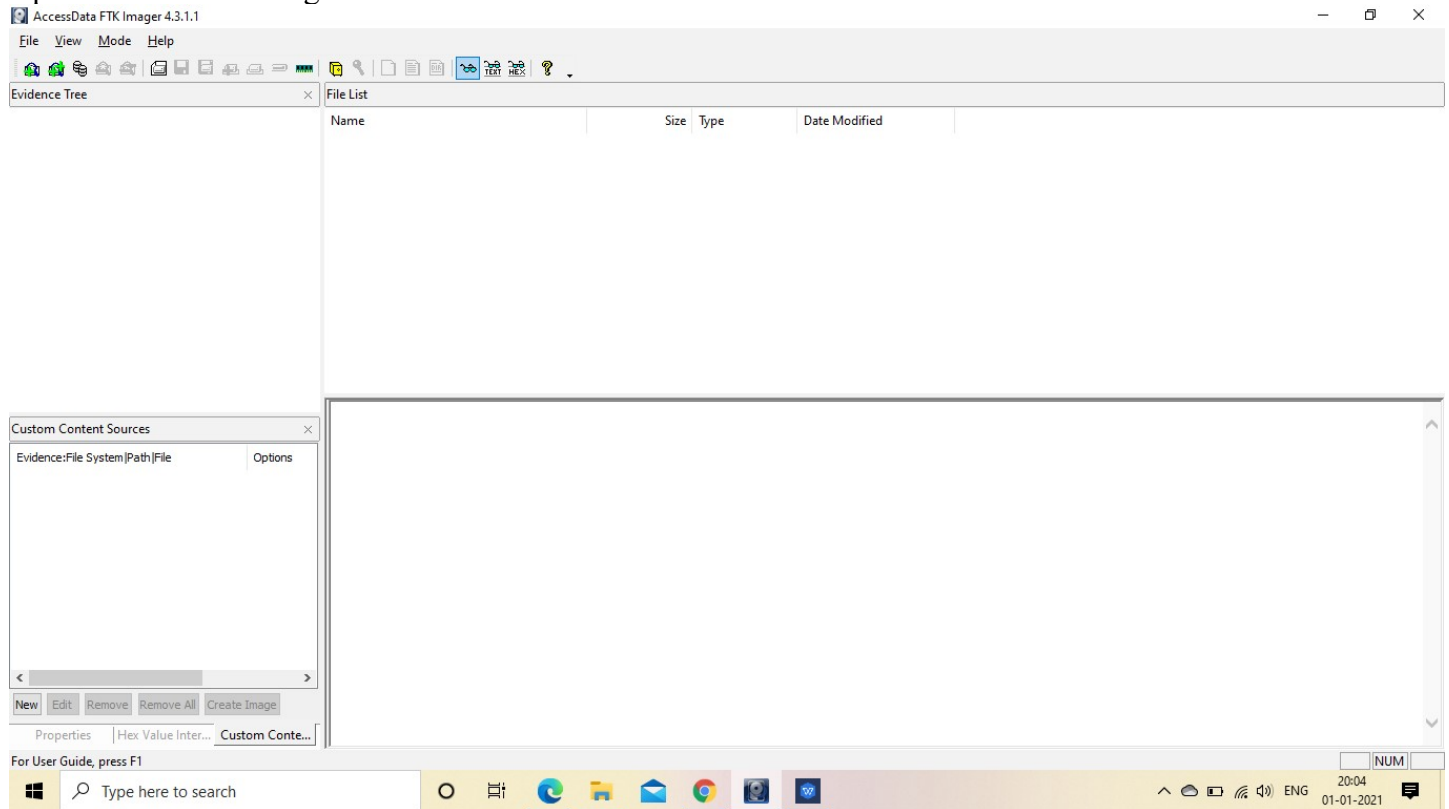 AccessData FTK Imager 4.3.1.1
File View Mode Help
TEXT HEX
Evidence Tree
File List
Name Size Type Date Modified
Custom Content Sources
Evidence:File System|Path|File Options
New Edit Remove Remove All Create Image
Properties Hex Value Inter... Custom Conte...
For User Guide, press F1
NUM
Type here to search
ENG
20:04
01-01-2021